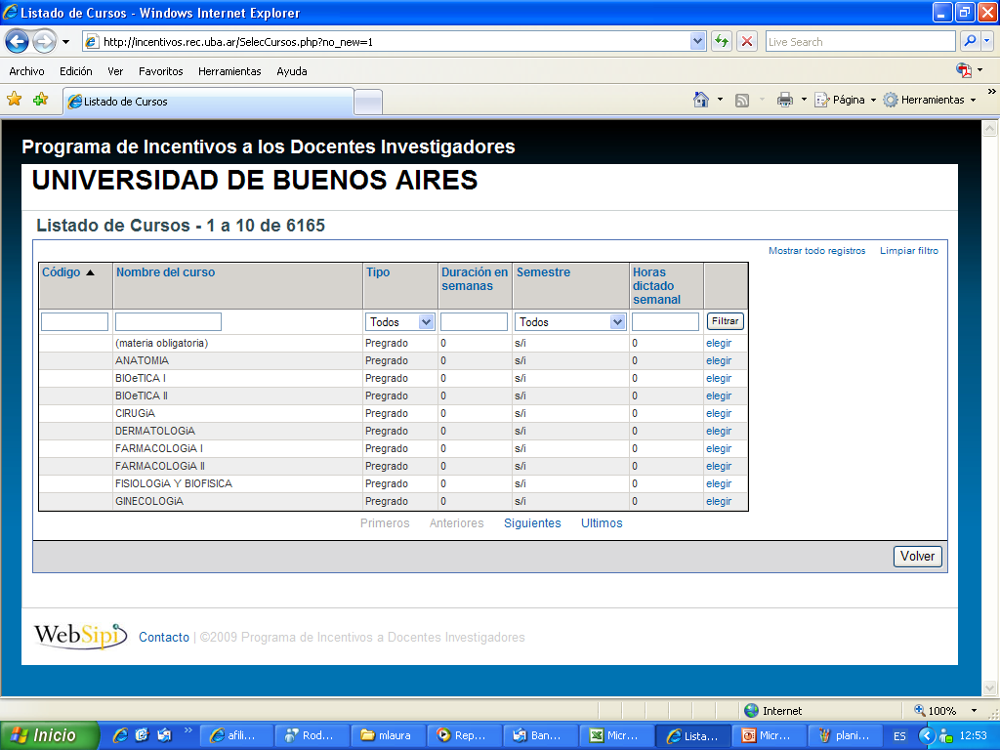 Listado de Cursos - Windows Internet Explorer
http://incentivos.rec.uba.ar/SelecCursos.php?no_new=1
Live Search
Archivo Edición Ver Favoritos Herramientas Ayuda
Listado de Cursos
Página Herramientas
Programa de Incentivos a los Docentes Investigadores
UNIVERSIDAD DE BUENOS AIRES
Listado de Cursos - 1 a 10 de 6165
Mostrar todo registros Limpiar filtro
Código Nombre del curso Tipo Duración en semanas Semestre Horas dictado semanal
Todos Todos Filtrar
(materia obligatoria) Pregrado 0 s/i 0 elegir
ANATOMIA Pregrado 0 s/i 0 elegir
BIOeTICA I Pregrado 0 s/i 0 elegir
BIOeTICA II Pregrado 0 s/i 0 elegir
CIRUGiA Pregrado 0 s/i 0 elegir
DERMATOLOGiA Pregrado 0 s/i 0 elegir
FARMACOLOGiA I Pregrado 0 s/i 0 elegir
FARMACOLOGiA II Pregrado 0 s/i 0 elegir
FISIOLOGiA Y BIOFISICA Pregrado 0 s/i 0 elegir
GINECOLOGiA Pregrado 0 s/i 0 elegir
Primeros Anteriores Siguientes Ultimos
Volver
WebSipi Contacto | ©2009 Programa de Incentivos a Docentes Investigadores
Internet 100%
Inicio afili... Rod... mlaura Rep... Ban... Micr... Lista... Micr... plani... ES 12:53